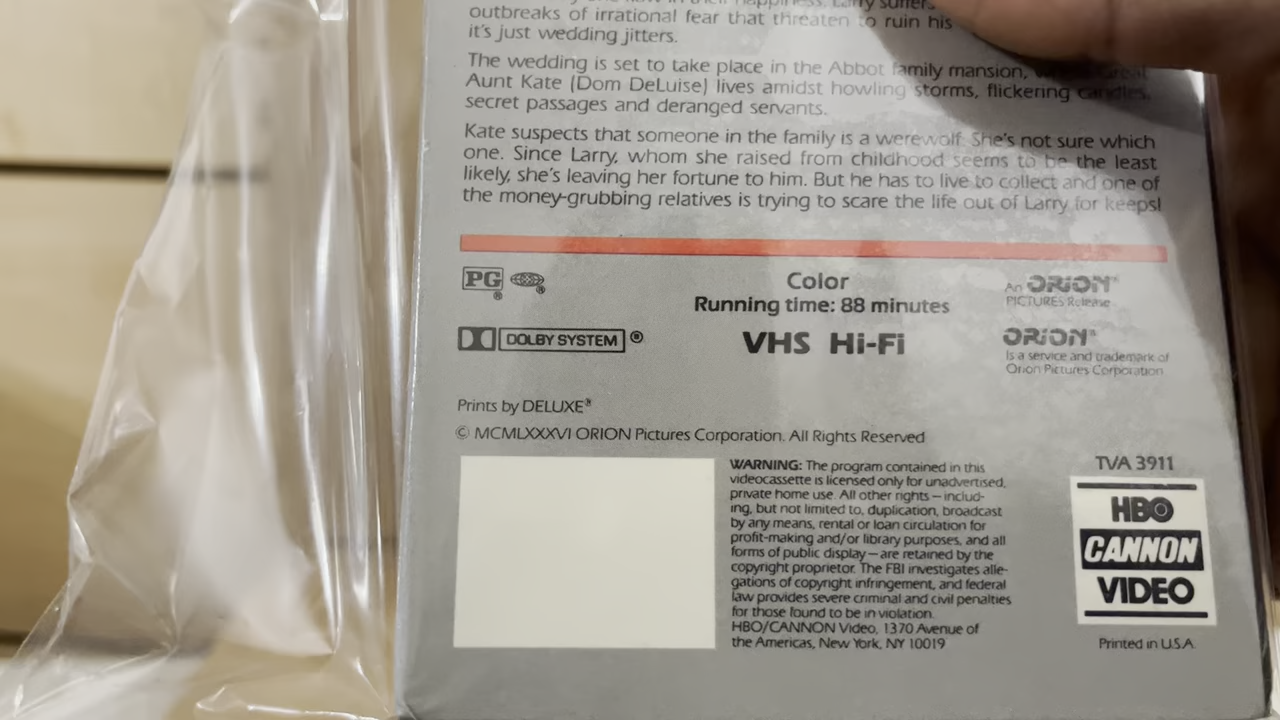 in their happiness. Larry suffers
outbreaks of irrational fear that threaten to ruin his
it's just wedding jitters.
The wedding is set to take place in the Abbot family mansion, Great
Aunt Kate (Dom DeLuise) lives amidst howling storms, flickering candles,
secret passages and deranged servants.
Kate suspects that someone in the family is a werewolf. She's not sure which
one. Since Larry, whom she raised from childhood seems to be the least
likely, she's leaving her fortune to him. But he has to live to collect and one of
the money-grubbing relatives is trying to scare the life out of Larry for keeps!
PG ®
®
Color
Running time: 88 minutes
An ORION™
PICTURES Release
DOLBY SYSTEM ®
VHS Hi-Fi
ORION®
Is a service and trademark of
Orion Pictures Corporation
Prints by DELUXE®
© MCMLXXXVI ORION Pictures Corporation. All Rights Reserved
WARNING: The program contained in this
videocassette is licensed only for unadvertised,
private home use. All other rights — includ-
ing, but not limited to, duplication, broadcast
by any means, rental or loan circulation for
profit-making and/or library purposes, and all
forms of public display — are retained by the
copyright proprietor. The FBI investigates alle-
gations of copyright infringement, and federal
law provides severe criminal and civil penalties
for those found to be in violation.
HBO/CANNON Video, 1370 Avenue of
the Americas, New York, NY 10019
TVA 3911
HBO
CANNON
VIDEO
Printed in U.S.A.